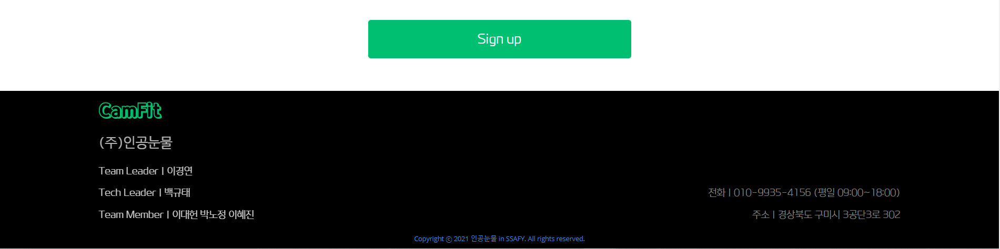 Sign up
CamFit
(주)인공눈물
Team Leader | 이경연
Tech Leader | 백규태
전화 | 010-9935-4156 (평일 09:00~18:00)
Team Member | 이대헌 박노정 이혜진
주소 | 경상북도 구미시 3공단3로 302
Copyright ⓒ 2021 인공눈물 in SSAFY. All rights reserved.